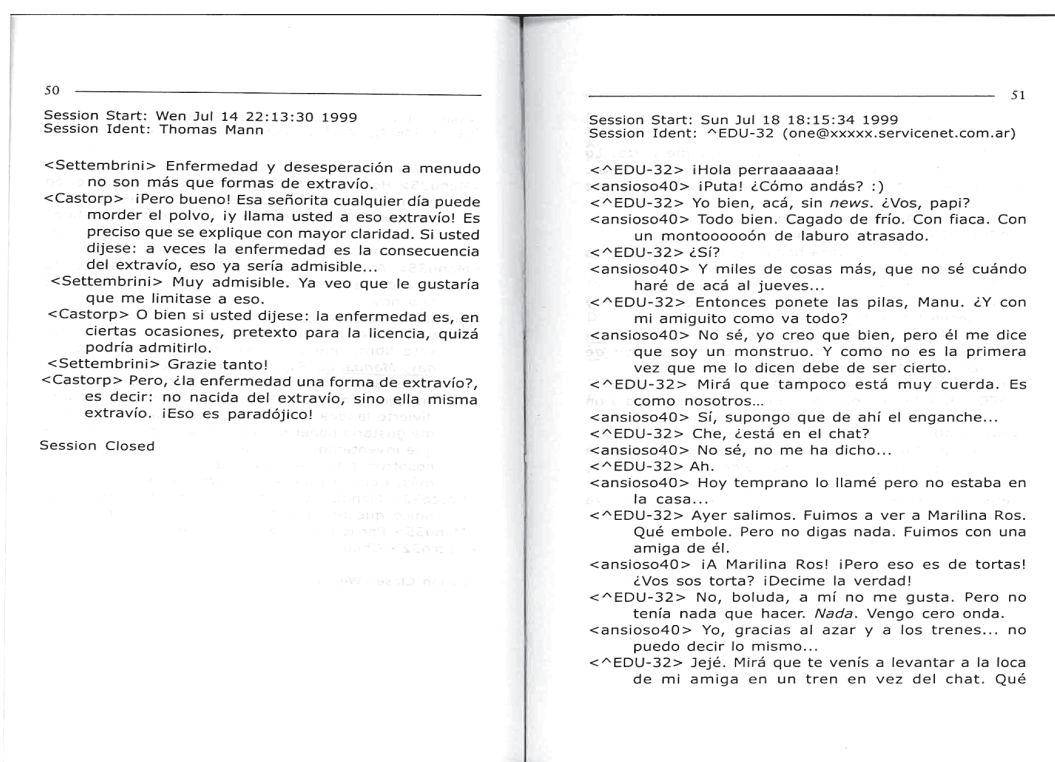 50
Session Start: Wen Jul 14 22:13:30 1999
Session Ident: Thomas Mann
<Settembrini> Enfermedad y desesperación a menudo
no son más que formas de extravío.
<Castorp> ¡Pero bueno! Esa señorita cualquier día puede
morder el polvo, ¡y llama usted a eso extravío! Es
preciso que se explique con mayor claridad. Si usted
dijese: a veces la enfermedad es la consecuencia
del extravío, eso ya sería admisible...
<Settembrini> Muy admisible. Ya veo que le gustaría
que me limitase a eso.
<Castorp> O bien si usted dijese: la enfermedad es, en
ciertas ocasiones, pretexto para la licencia, quizá
podría admitirlo.
<Settembrini> Grazie tanto!
<Castorp> Pero, ¿la enfermedad una forma de extravío?,
es decir: no nacida del extravío, sino ella misma
extravío. ¡Eso es paradójico!
Session Closed
51
Session Start: Sun Jul 18 18:15:34 1999
Session Ident: ^EDU-32 (one@xxxxx.servicenet.com.ar)
<^EDU-32> ¡Hola perraaaaaaa!
<ansioso40> ¡Puta! ¿Cómo andás? :)
<^EDU-32> Yo bien, acá, sin news. ¿Vos, papi?
<ansioso40> Todo bien. Cagado de frío. Con fiaca. Con
un montoooooón de laburo atrasado.
<^EDU-32> ¿Sí?
<ansioso40> Y miles de cosas más, que no sé cuándo
haré de acá al jueves...
<^EDU-32> Entonces ponete las pilas, Manu. ¿Y con
mi amiguito como va todo?
<ansioso40> No sé, yo creo que bien, pero él me dice
que soy un monstruo. Y como no es la primera
vez que me lo dicen debe de ser cierto.
<^EDU-32> Mirá que tampoco está muy cuerda. Es
como nosotros...
<ansioso40> Sí, supongo que de ahí el enganche...
<^EDU-32> Che, ¿está en el chat?
<ansioso40> No sé, no me ha dicho...
<^EDU-32> Ah.
<ansioso40> Hoy temprano lo llamé pero no estaba en
la casa...
<^EDU-32> Ayer salimos. Fuimos a ver a Marilina Ros.
Qué embole. Pero no digas nada. Fuimos con una
amiga de él.
<ansioso40> ¡A Marilina Ros! ¡Pero eso es de tortas!
¿Vos sos torta? ¡Decime la verdad!
<^EDU-32> No, boluda, a mí no me gusta. Pero no
tenía nada que hacer. Nada. Vengo cero onda.
<ansioso40> Yo, gracias al azar y a los trenes... no
puedo decir lo mismo...
<^EDU-32> Jejé. Mirá que te venís a levantar a la loca
de mi amiga en un tren en vez del chat. Qué